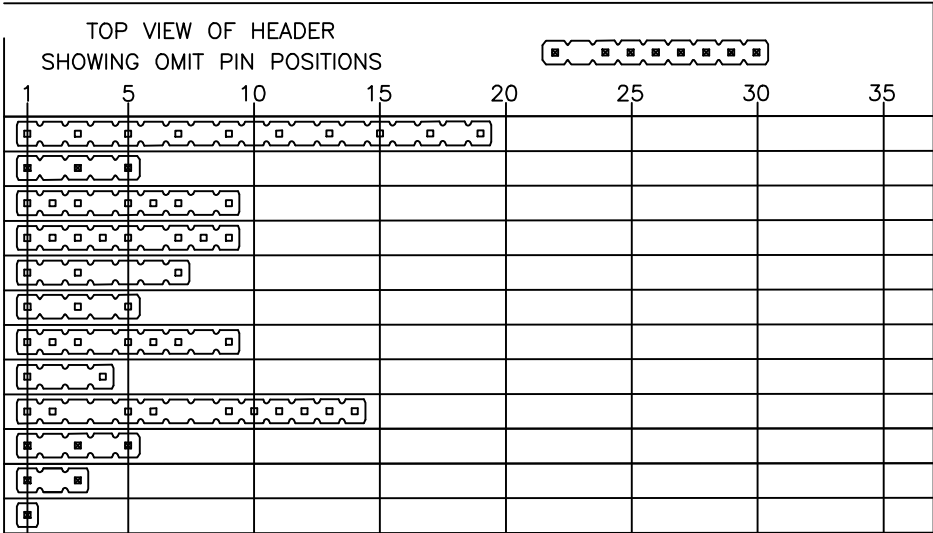 TOP VIEW OF HEADER
SHOWING OMIT PIN POSITIONS
1 5 10 15 20 25 30 35